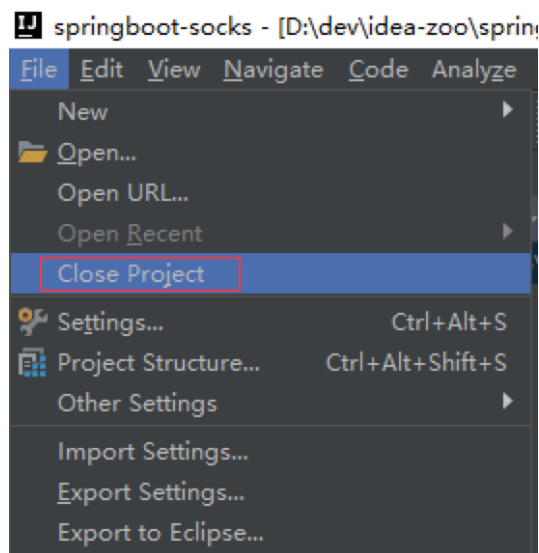 IJ springboot-socks - [D:\dev\idea-zoo\spring
File Edit View Navigate Code Analyze
New
Open...
Open URL...
Open Recent
Close Project
Settings... Ctrl+Alt+S
Project Structure... Ctrl+Alt+Shift+S
Other Settings
Import Settings...
Export Settings...
Export to Eclipse...